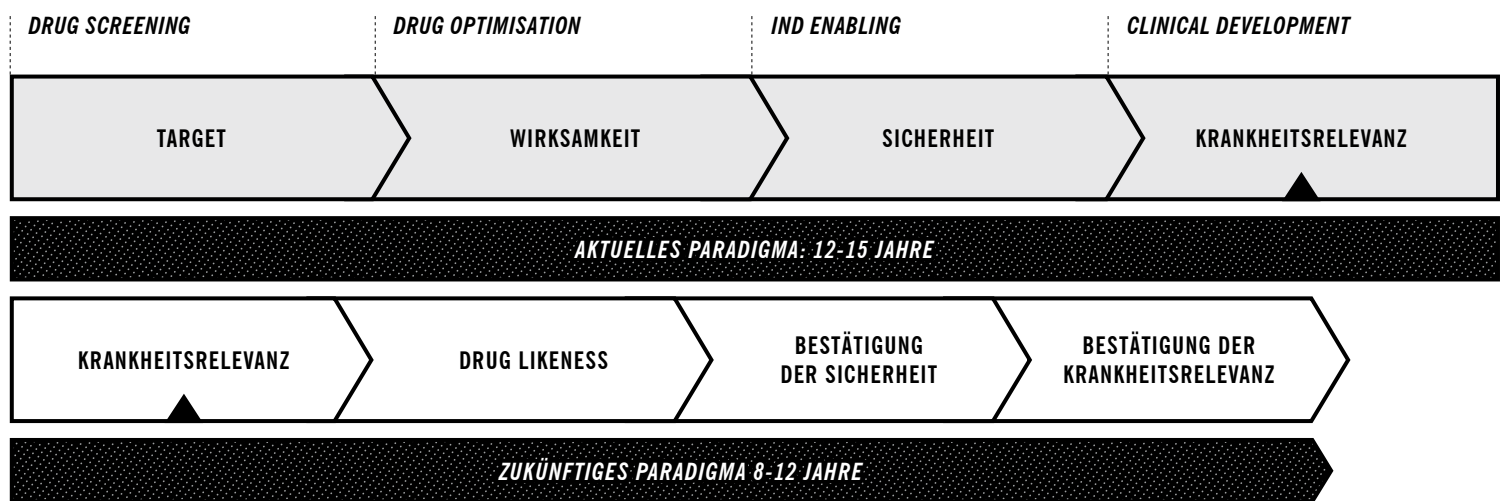 DRUG SCREENING
DRUG OPTIMISATION
IND ENABLING
CLINICAL DEVELOPMENT
TARGET
WIRKSAMKEIT
SICHERHEIT
KRANKHEITSRELEVANZ
AKTUELLES PARADIGMA: 12-15 JAHRE
KRANKHEITSRELEVANZ
DRUG LIKENESS
BESTÄTIGUNG
DER SICHERHEIT
BESTÄTIGUNG DER
KRANKHEITSRELEVANZ
ZUKÜNFTIGES PARADIGMA 8-12 JAHRE